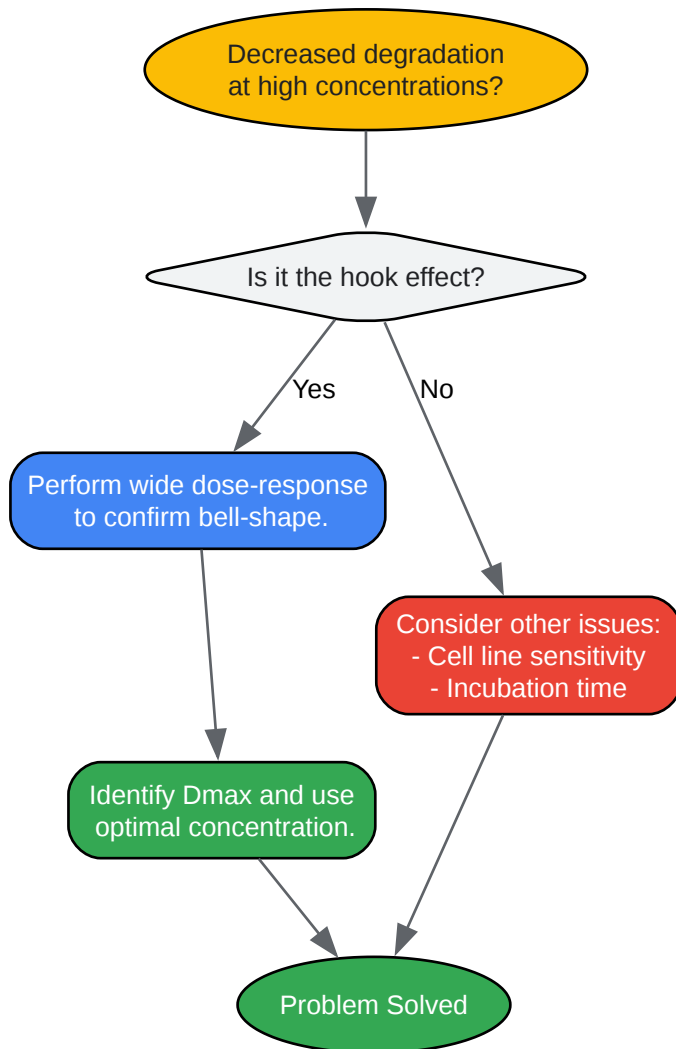 Decreased degradation
at high concentrations?
Is it the hook effect?
Yes
No
Perform wide dose-response
to confirm bell-shape.
Consider other issues:
- Cell line sensitivity
- Incubation time
Identify Dmax and use
optimal concentration.
Problem Solved